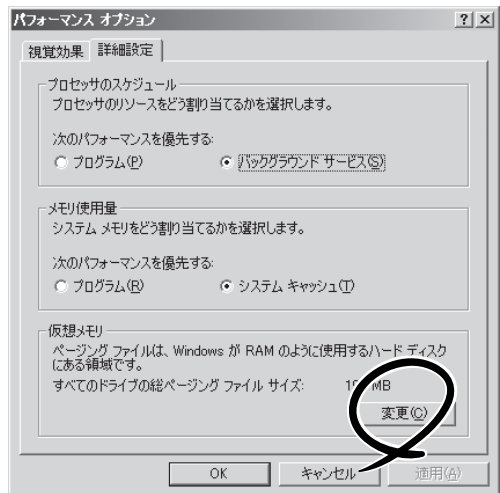 パフォーマンス オプション
視覚効果 詳細設定
プロセッサのスケジュール
プロセッサのリソースをどう割り当てるかを選択します。
次のパフォーマンスを優先する:
プログラム(P) バックグラウンド サービス(S)
メモリ使用量
システム メモリをどう割り当てるかを選択します。
次のパフォーマンスを優先する:
プログラム(R) システム キャッシュ(T)
仮想メモリ
ページング ファイルは、Windows が RAM のように使用するハード ディスク
にある領域です。
すべてのドライブの総ページング ファイル サイズ: MB
変更(C)
OK キャンセル 適用(A)